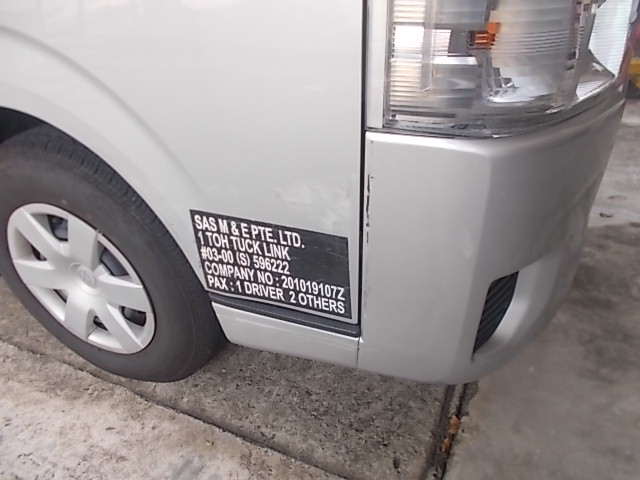 SAS M & E PTE. LTD.
1 TOH TUCK LINK
#03-00 (S) 596222
COMPANY NO : 201019107Z
PAX : 1 DRIVER 2 OTHERS